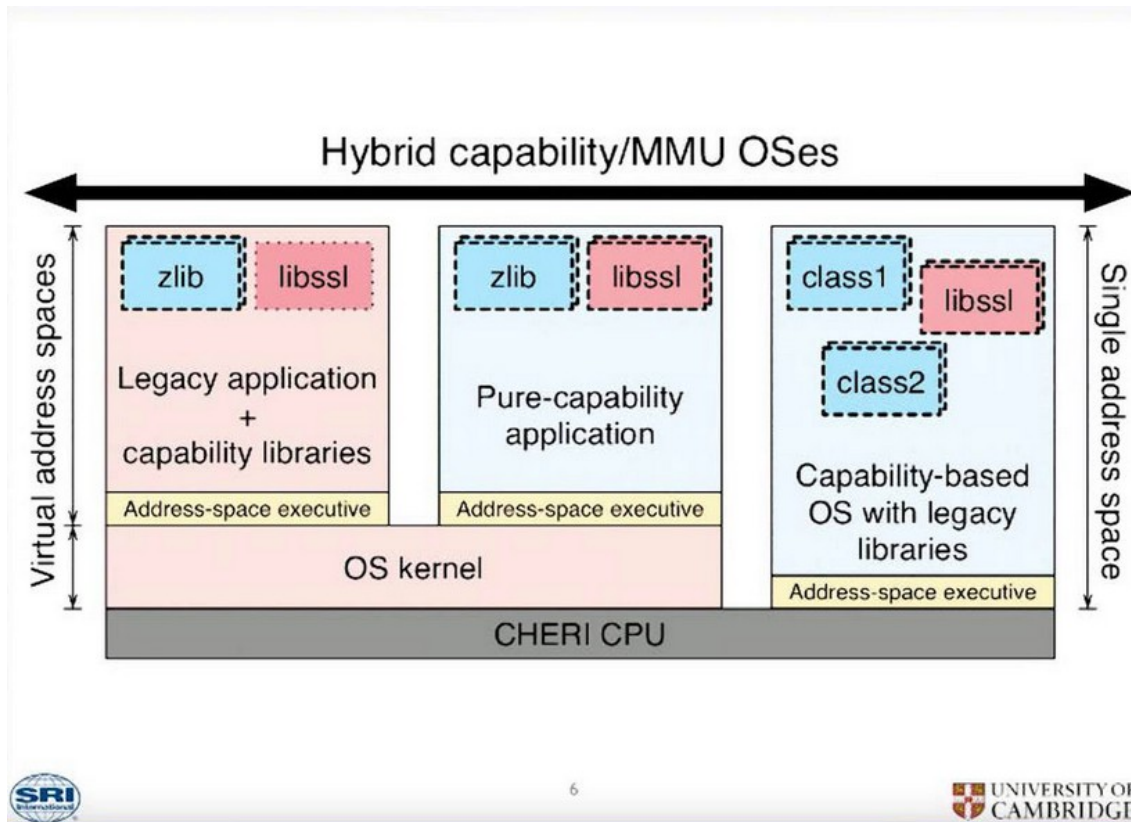 Hybrid capability/MMU OSes
Virtual address spaces
zlib
libssl
Legacy application
+
capability libraries
Address-space executive
zlib
libssl
Pure-capability
application
Address-space executive
OS kernel
class1
libssl
class2
Capability-based
OS with legacy
libraries
Address-space executive
Single address space
CHERI CPU
SRI
International
6
UNIVERSITY OF
CAMBRIDGE